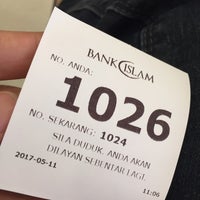 BANK ISLAM
NO. ANDA:
1026
NO. SEKARANG: 1024
SILA DUDUK. ANDA AKAN
DILAYAN SEBENTAR LAGI.
2017-05-11 11:06